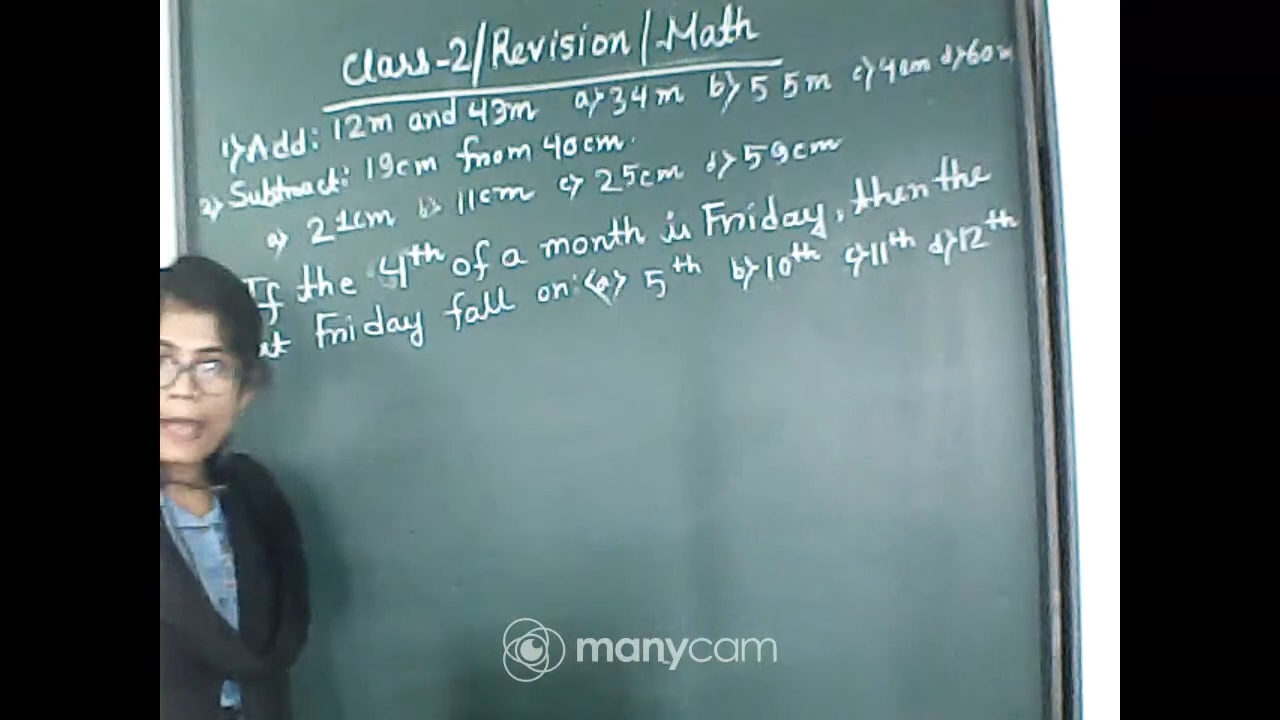 Class-2/Revision/Math
1) Add: 12m and 43m a) 34m b) 55m c) 4cm d) 60m
2) Subtract: 19cm from 40cm.
a) 21cm b) 11cm c) 25cm d) 59cm
If the 4th of a month is Friday, then the
Friday fall on: (a) 5th b) 10th c) 11th d) 12th
manycam